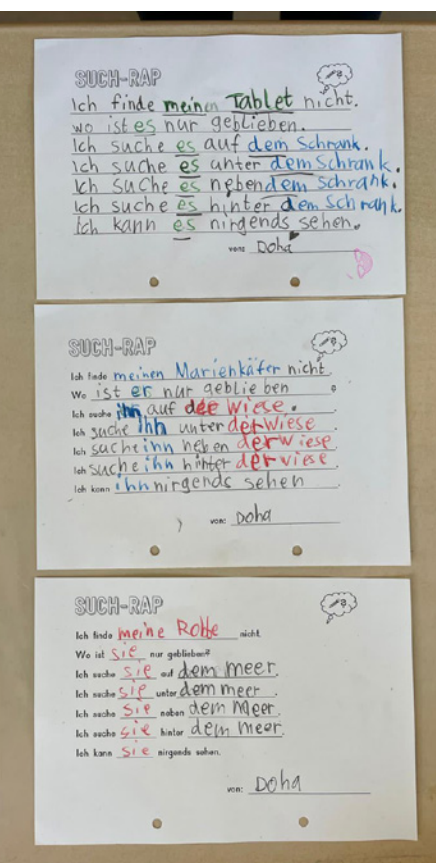 SUCH-RAP
Ich finde meinen Tablet nicht.
wo ist es nur geblieben.
Ich suche es auf dem Schrank.
Ich suche es unter dem Schrank.
Ich suche es neben dem Schrank.
Ich suche es hinter dem Schrank.
Ich kann es nirgends sehen.
von: Doha
SUCH-RAP
Ich finde meinen Marienkäfer nicht.
Wo ist er nur geblieben ?
Ich suche ihn auf der Wiese.
Ich suche ihn unter der Wiese.
Ich suche inn neben der Wiese.
Ich suche ihn hinter der viese.
Ich kann ihn nirgends sehen.
von: Doha
SUCH-RAP
Ich finde meine Robbe nicht.
Wo ist sie nur geblieben?
Ich suche sie auf dem meer.
Ich suche sie unter dem meer.
Ich suche sie neben dem Meer.
Ich suche sie hinter dem Meer.
Ich kann sie nirgends sehen.
von: Doha